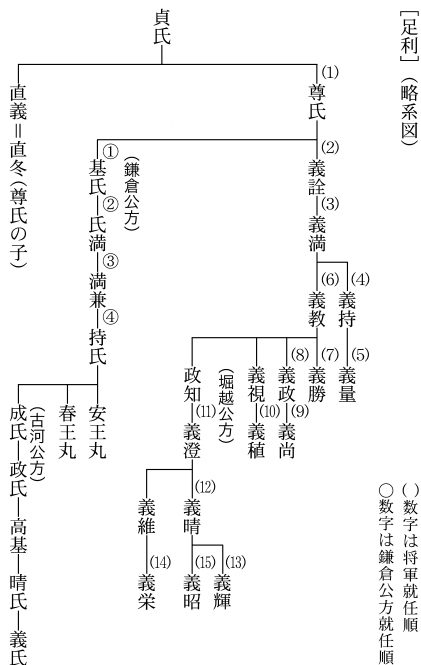 ［足利］（略系図）
貞氏
(1)
尊氏
直義＝直冬（尊氏の子）
(2)
義詮
(3)
義満
(4)
義持
(5)
義量
(6)
義教
(7)
義勝
(8)
義政
(9)
義尚
義視
(10)
義稙
（堀越公方）
政知
(11)
義澄
(12)
義晴
(13)
義輝
(15)
義昭
義維
(14)
義栄
（鎌倉公方）
①
基氏
②
氏満
③
満兼
④
持氏
安王丸
春王丸
（古河公方）
成氏
政氏
高基
晴氏
義氏
( )数字は将軍就任順
○数字は鎌倉公方就任順